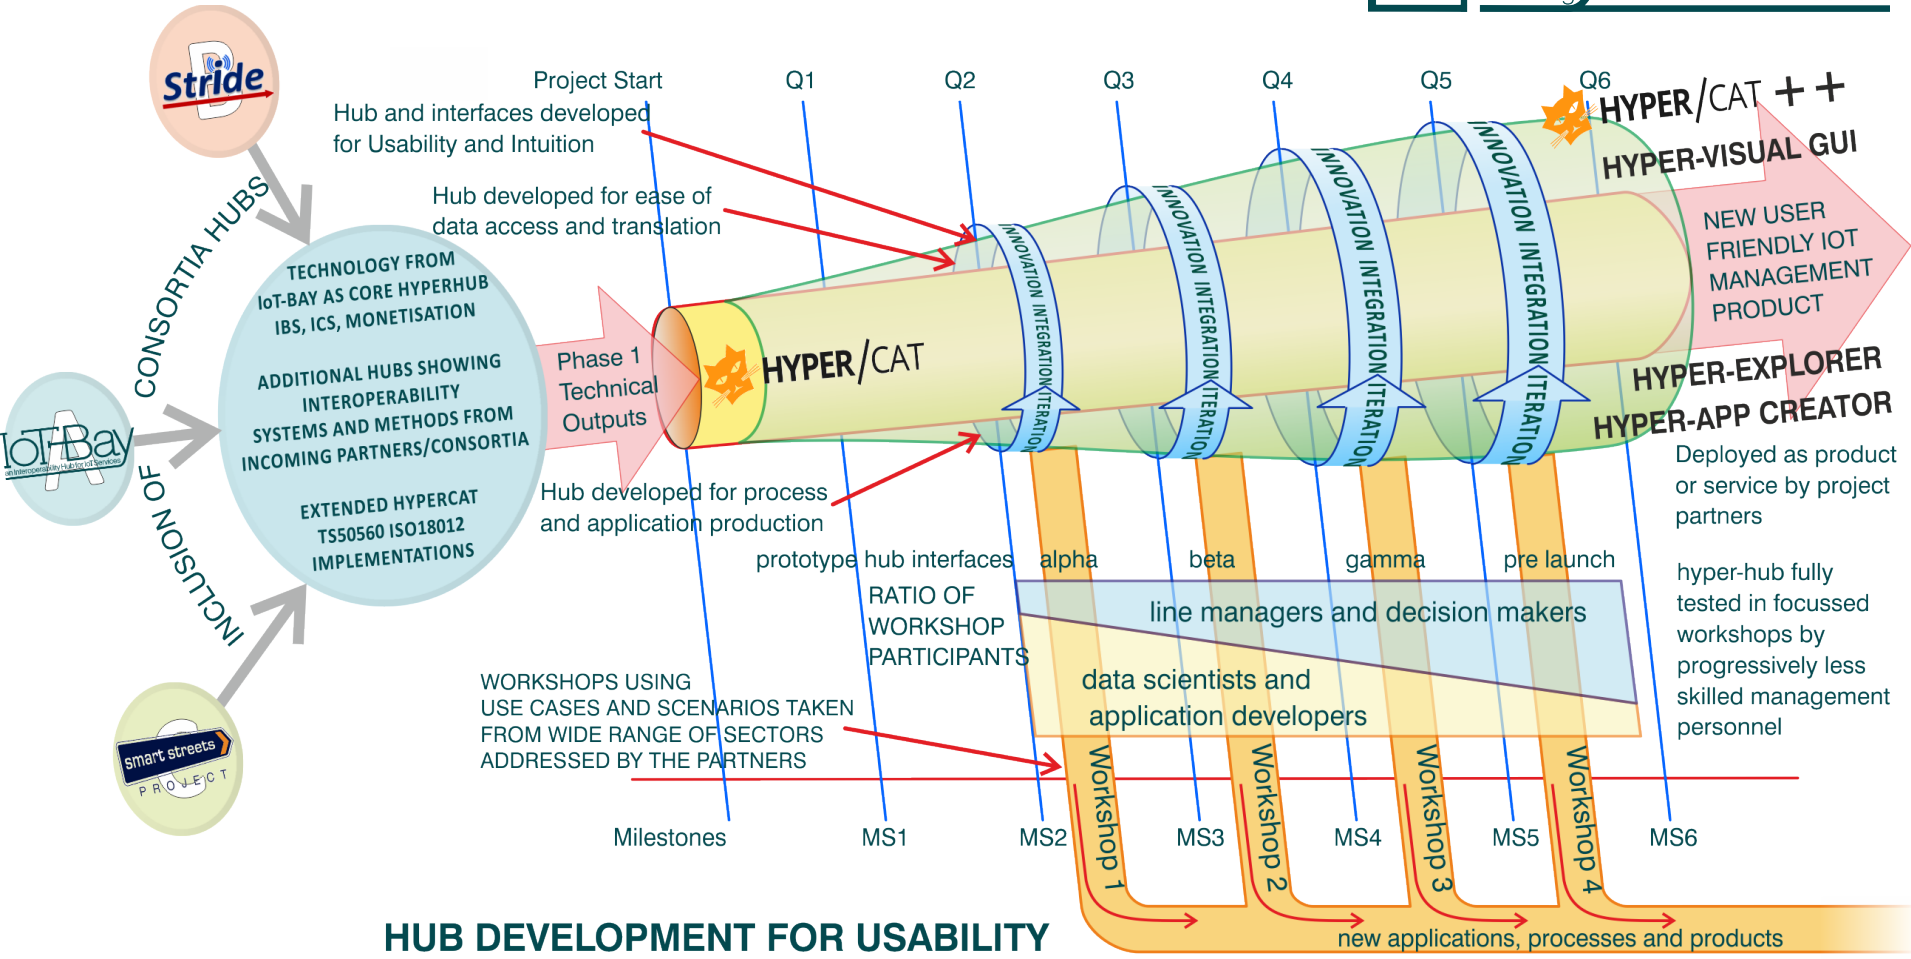 B
Stride
CONSORTIA HUBS
A
IoT-Bay
an Interoperability Hub for IoT Services
INCLUSION OF
C
smart streets
PROJECT
TECHNOLOGY FROM
IoT-BAY AS CORE HYPERHUB
IBS, ICS, MONETISATION
ADDITIONAL HUBS SHOWING
INTEROPERABILITY
SYSTEMS AND METHODS FROM
INCOMING PARTNERS/CONSORTIA
EXTENDED HYPERCAT
TS50560 ISO18012
IMPLEMENTATIONS
Phase 1
Technical
Outputs
Project Start
Q1
Q2
Q3
Q4
Q5
Q6
Hub and interfaces developed
for Usability and Intuition
Hub developed for ease of
data access and translation
HYPER/CAT
INNOVATION INTEGRATION ITERATION
INNOVATION INTEGRATION ITERATION
INNOVATION INTEGRATION ITERATION
INNOVATION INTEGRATION ITERATION
HYPER/CAT ++
HYPER-VISUAL GUI
NEW USER
FRIENDLY IOT
MANAGEMENT
PRODUCT
HYPER-EXPLORER
HYPER-APP CREATOR
Hub developed for process
and application production
Deployed as product
or service by project
partners
prototype hub interfaces
alpha
beta
gamma
pre launch
RATIO OF
WORKSHOP
PARTICIPANTS
line managers and decision makers
data scientists and
application developers
hyper-hub fully
tested in focussed
workshops by
progressively less
skilled management
personnel
WORKSHOPS USING
USE CASES AND SCENARIOS TAKEN
FROM WIDE RANGE OF SECTORS
ADDRESSED BY THE PARTNERS
Workshop 1
Workshop 2
Workshop 3
Workshop 4
Milestones
MS1
MS2
MS3
MS4
MS5
MS6
HUB DEVELOPMENT FOR USABILITY
new applications, processes and products